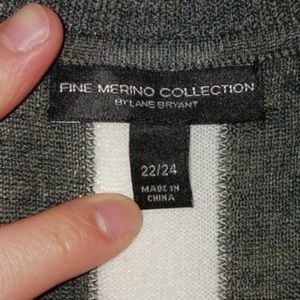 FINE MERINO COLLECTION
BY LANE BRYANT
22/24
MADE IN
CHINA